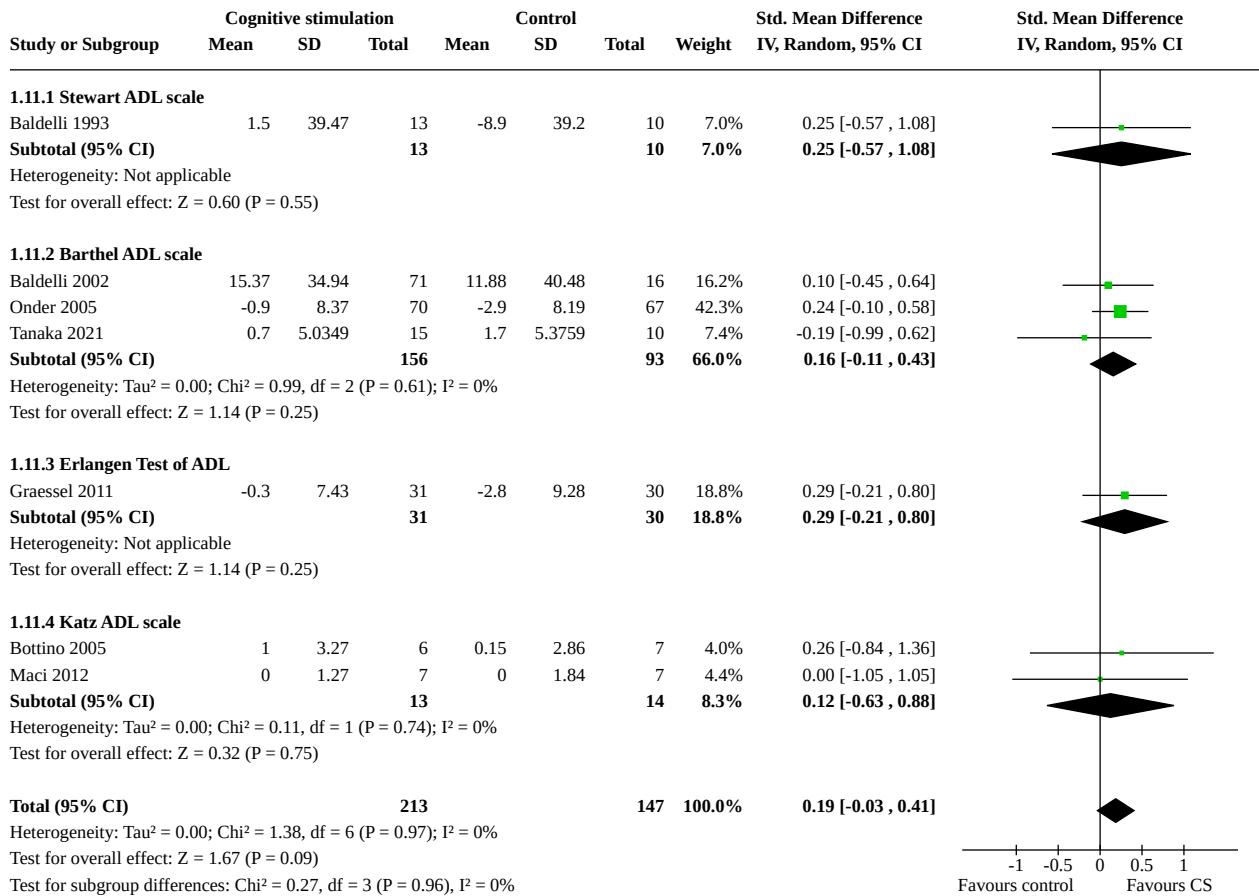 Cognitive stimulation Control Std. Mean Difference Std. Mean Difference
Study or Subgroup Mean SD Total Mean SD Total Weight IV, Random, 95% CI IV, Random, 95% CI
1.11.1 Stewart ADL scale
Baldelli 1993 1.5 39.47 13 -8.9 39.2 10 7.0% 0.25 [-0.57 , 1.08]
Subtotal (95% CI) 13 10 7.0% 0.25 [-0.57 , 1.08]
Heterogeneity: Not applicable
Test for overall effect: Z = 0.60 (P = 0.55)
1.11.2 Barthel ADL scale
Baldelli 2002 15.37 34.94 71 11.88 40.48 16 16.2% 0.10 [-0.45 , 0.64]
Onder 2005 -0.9 8.37 70 -2.9 8.19 67 42.3% 0.24 [-0.10 , 0.58]
Tanaka 2021 0.7 5.0349 15 1.7 5.3759 10 7.4% -0.19 [-0.99 , 0.62]
Subtotal (95% CI) 156 93 66.0% 0.16 [-0.11 , 0.43]
Heterogeneity: Tau² = 0.00; Chi² = 0.99, df = 2 (P = 0.61); I² = 0%
Test for overall effect: Z = 1.14 (P = 0.25)
1.11.3 Erlangen Test of ADL
Graessel 2011 -0.3 7.43 31 -2.8 9.28 30 18.8% 0.29 [-0.21 , 0.80]
Subtotal (95% CI) 31 30 18.8% 0.29 [-0.21 , 0.80]
Heterogeneity: Not applicable
Test for overall effect: Z = 1.14 (P = 0.25)
1.11.4 Katz ADL scale
Bottino 2005 1 3.27 6 0.15 2.86 7 4.0% 0.26 [-0.84 , 1.36]
Maci 2012 0 1.27 7 0 1.84 7 4.4% 0.00 [-1.05 , 1.05]
Subtotal (95% CI) 13 14 8.3% 0.12 [-0.63 , 0.88]
Heterogeneity: Tau² = 0.00; Chi² = 0.11, df = 1 (P = 0.74); I² = 0%
Test for overall effect: Z = 0.32 (P = 0.75)
Total (95% CI) 213 147 100.0% 0.19 [-0.03 , 0.41]
Heterogeneity: Tau² = 0.00; Chi² = 1.38, df = 6 (P = 0.97); I² = 0%
Test for overall effect: Z = 1.67 (P = 0.09)
Test for subgroup differences: Chi² = 0.27, df = 3 (P = 0.96), I² = 0%
-1 -0.5 0 0.5 1
Favours control Favours CS